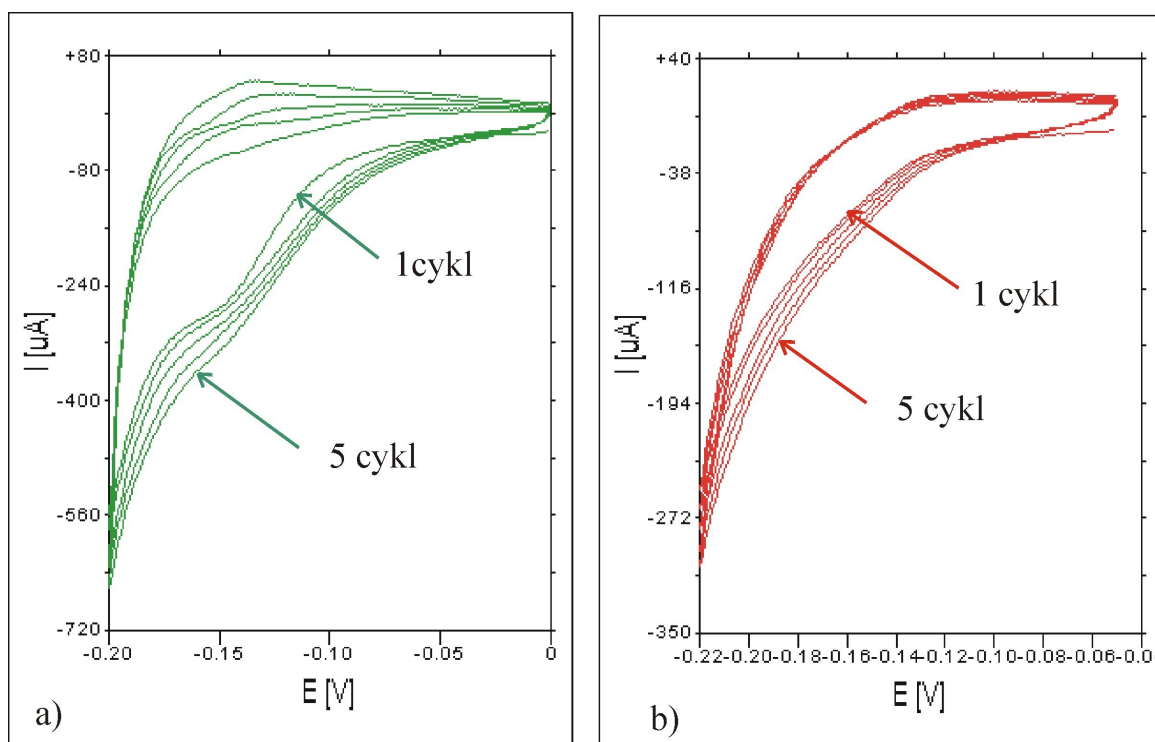 +80
-80
-240
-400
-560
-720
I [uA]
-0.20
-0.15
-0.10
-0.05
0
E [V]
1cykl
5 cykl
a)
+40
-38
-116
-194
-272
-350
I [uA]
-0.22-0.20-0.18-0.16-0.14-0.12-0.10-0.08-0.06-0.0
E [V]
1 cykl
5 cykl
b)